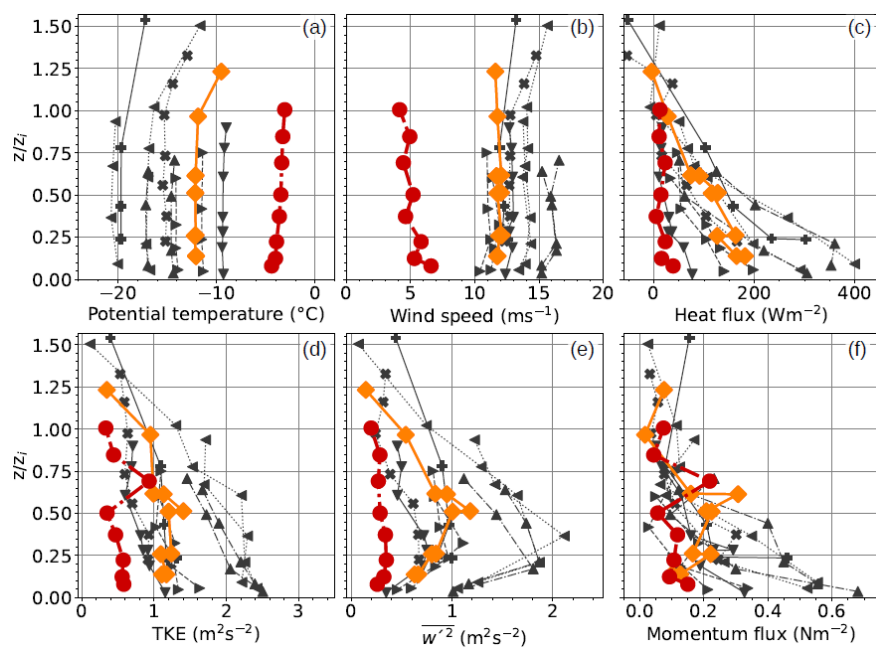 (a)
(b)
(c)
1.50
1.25
1.00
0.75
0.50
0.25
0.00
z/z_i
−20
−10
0
0
5
10
15
20
0
200
400
Potential temperature (°C)
Wind speed (ms⁻¹)
Heat flux (Wm⁻²)
(d)
(e)
(f)
1.50
1.25
1.00
0.75
0.50
0.25
0.00
z/z_i
0
1
2
3
0
1
2
0.0
0.2
0.4
0.6
TKE (m²s⁻²)
w′² (m²s⁻²)
Momentum flux (Nm⁻²)